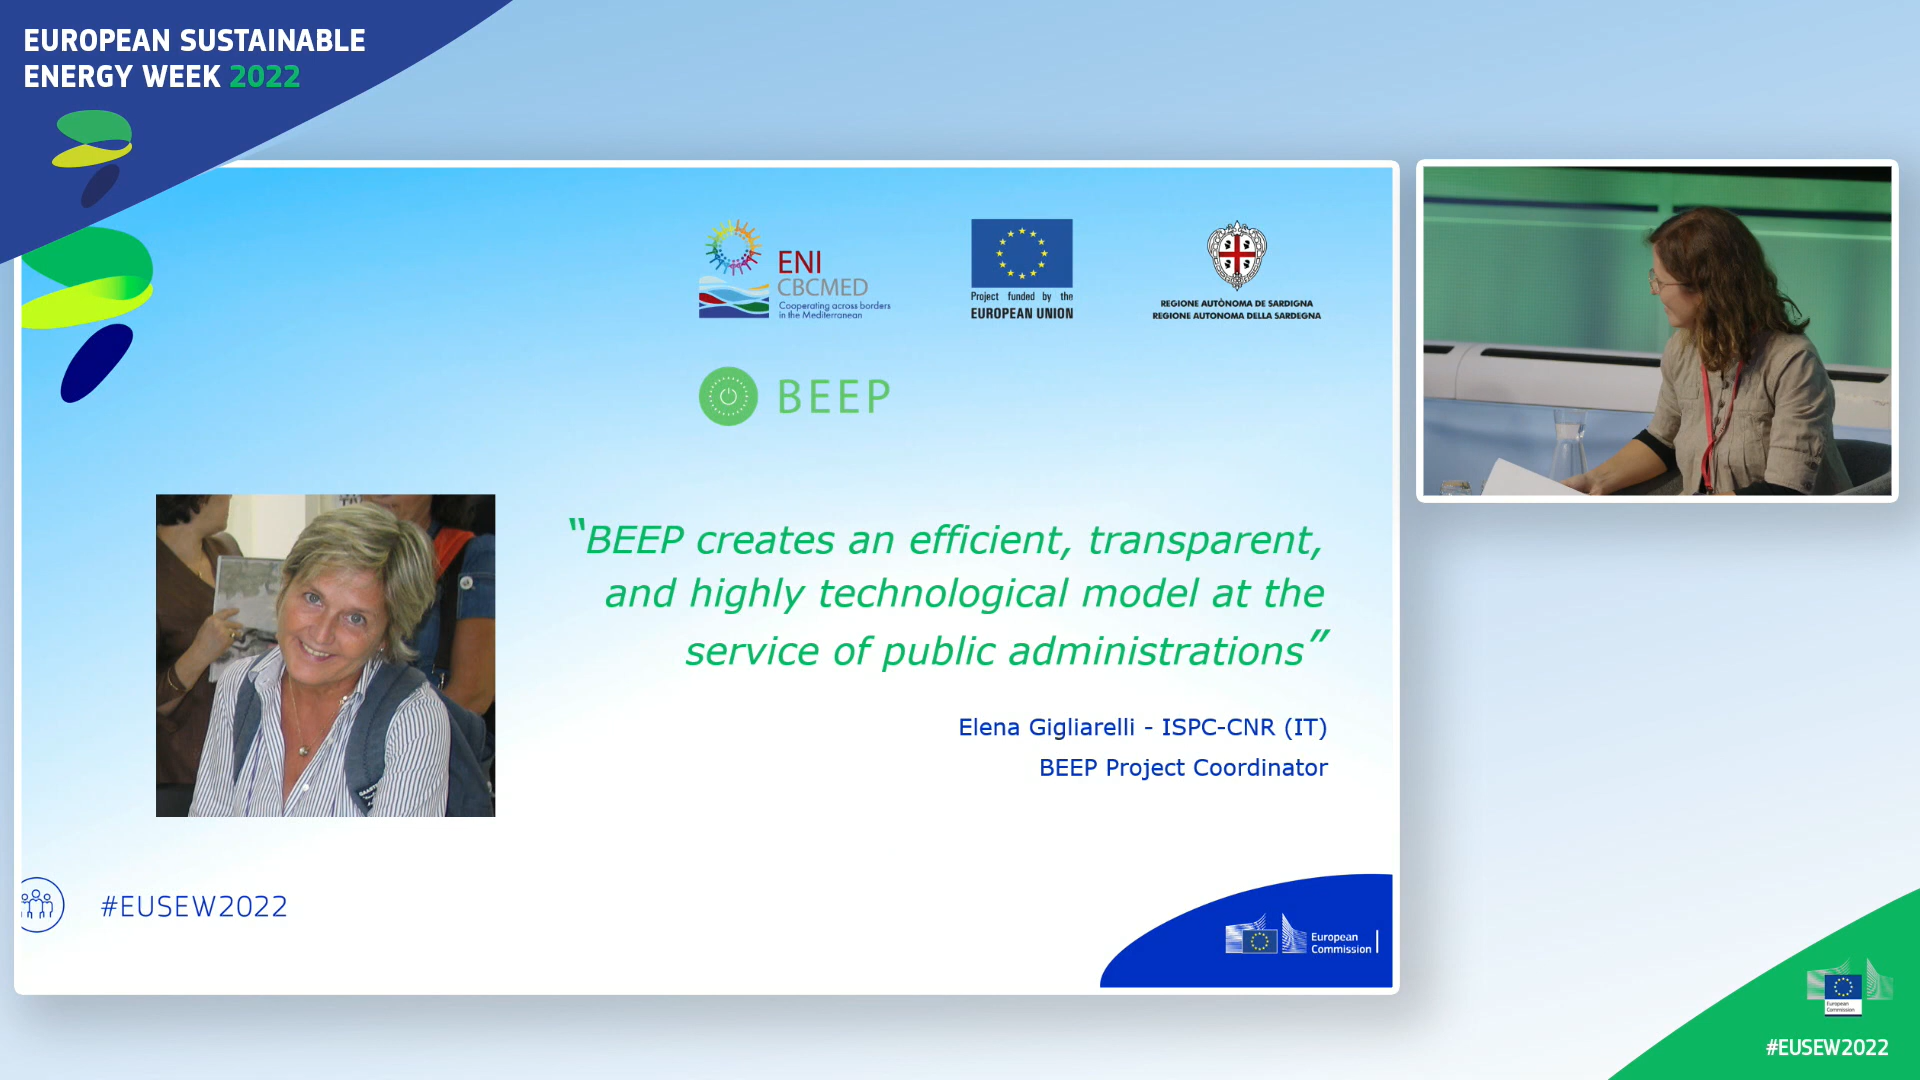 EUROPEAN SUSTAINABLE
ENERGY WEEK 2022
ENI
CBCMED
Cooperating across borders
in the Mediterranean
Project funded by the
EUROPEAN UNION
REGIONE AUTÒNOMA DE SARDIGNA
REGIONE AUTONOMA DELLA SARDEGNA
BEEP
“BEEP creates an efficient, transparent,
and highly technological model at the
service of public administrations”
Elena Gigliarelli - ISPC-CNR (IT)
BEEP Project Coordinator
#EUSEW2022
European
Commission
European
Commission
#EUSEW2022